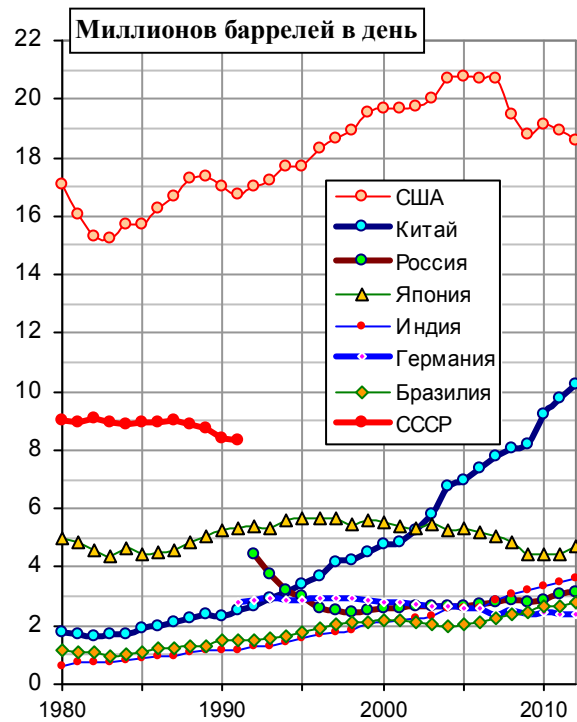 Миллионов баррелей в день
22
20
18
16
14
12
10
8
6
4
2
0
США
Китай
Россия
Япония
Индия
Германия
Бразилия
СССР
1980
1990
2000
2010